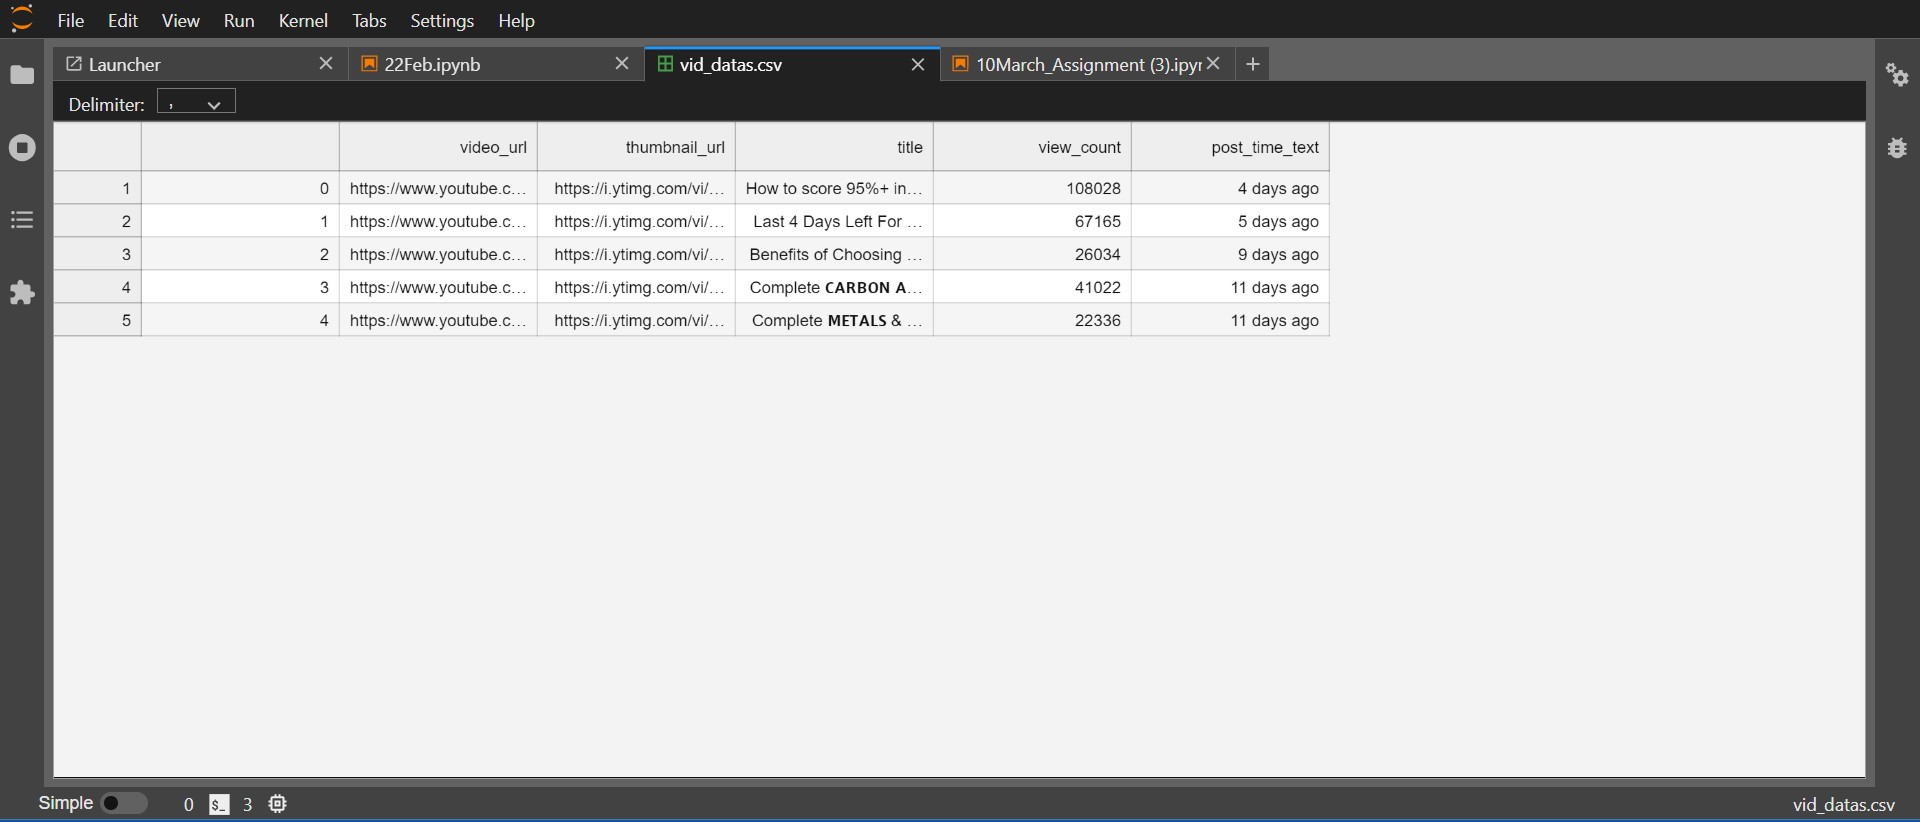 File Edit View Run Kernel Tabs Settings Help
Launcher 22Feb.ipynb vid_datas.csv 10March_Assignment (3).ipyn
Delimiter: ,
video_url thumbnail_url title view_count post_time_text
1 0 https://www.youtube.c... https://i.ytimg.com/vi/... How to score 95%+ in... 108028 4 days ago
2 1 https://www.youtube.c... https://i.ytimg.com/vi/... Last 4 Days Left For ... 67165 5 days ago
3 2 https://www.youtube.c... https://i.ytimg.com/vi/... Benefits of Choosing ... 26034 9 days ago
4 3 https://www.youtube.c... https://i.ytimg.com/vi/... Complete 𝗖𝗔𝗥𝗕𝗢𝗡 𝗔... 41022 11 days ago
5 4 https://www.youtube.c... https://i.ytimg.com/vi/... Complete 𝗠𝗘𝗧𝗔𝗟𝗦 & ... 22336 11 days ago
Simple 0 $_ 3 vid_datas.csv